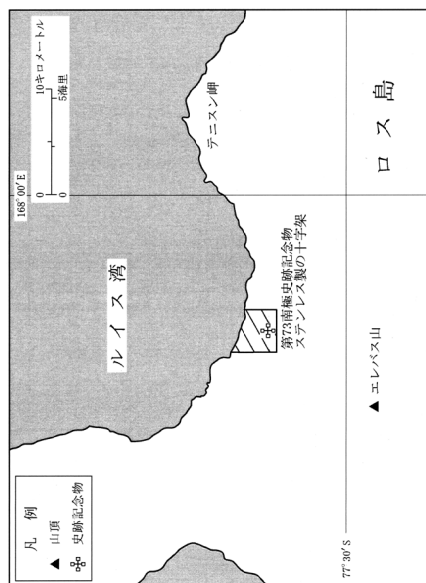 凡 例
▲ 山頂
史跡記念物
168°00′E
10キロメートル
5海里
0
0
ルイス湾
テニスン岬
ロス島
第73南極史跡記念物
ステンレス製の十字架
▲ エレバス山
77°30′S